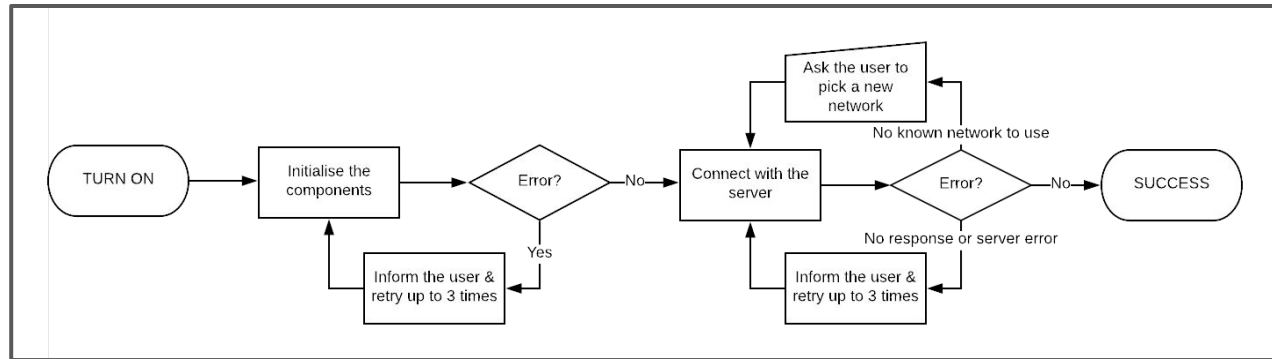 TURN ON
Initialise the
components
Error?
Yes
Inform the user &
retry up to 3 times
No
Connect with the
server
Ask the user to
pick a new
network
No known network to use
Error?
No response or server error
Inform the user &
retry up to 3 times
No
SUCCESS